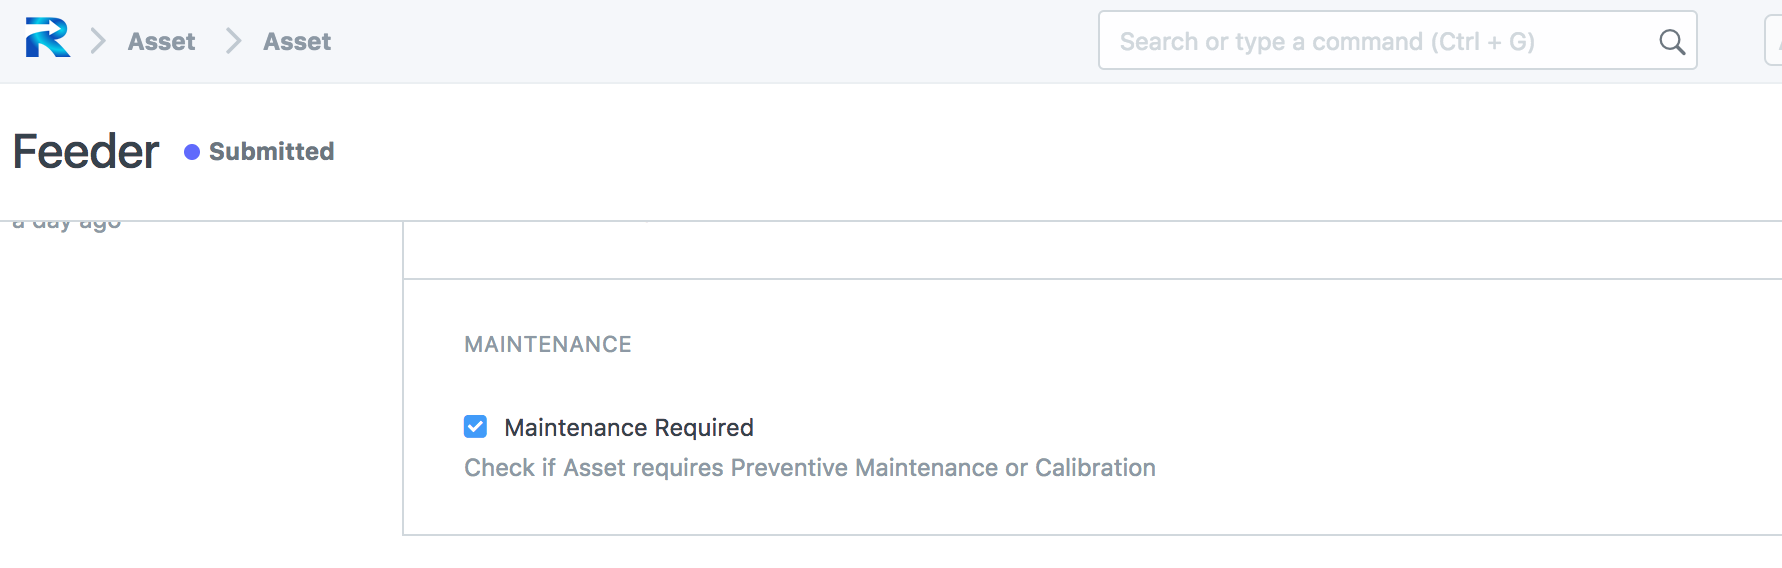 Asset Asset
Search or type a command (Ctrl + G)
Feeder Submitted
a day ago
MAINTENANCE
Maintenance Required
Check if Asset requires Preventive Maintenance or Calibration